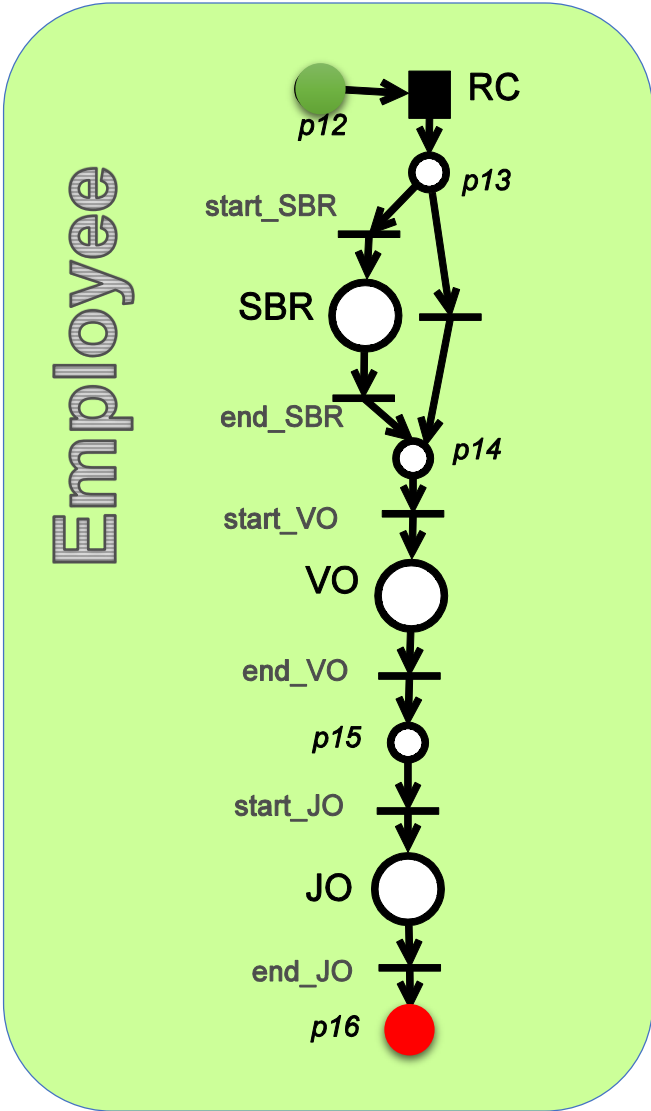 RC
p12
p13
start_SBR
Employee
SBR
end_SBR
p14
start_VO
VO
end_VO
p15
start_JO
JO
end_JO
p16